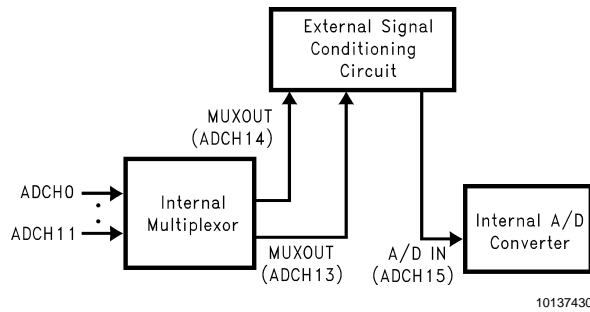 External Signal
Conditioning
Circuit
MUXOUT
(ADCH14)
ADCH0
ADCH11
Internal
Multiplexor
MUXOUT
(ADCH13)
A/D IN
(ADCH15)
Internal A/D
Converter
10137430